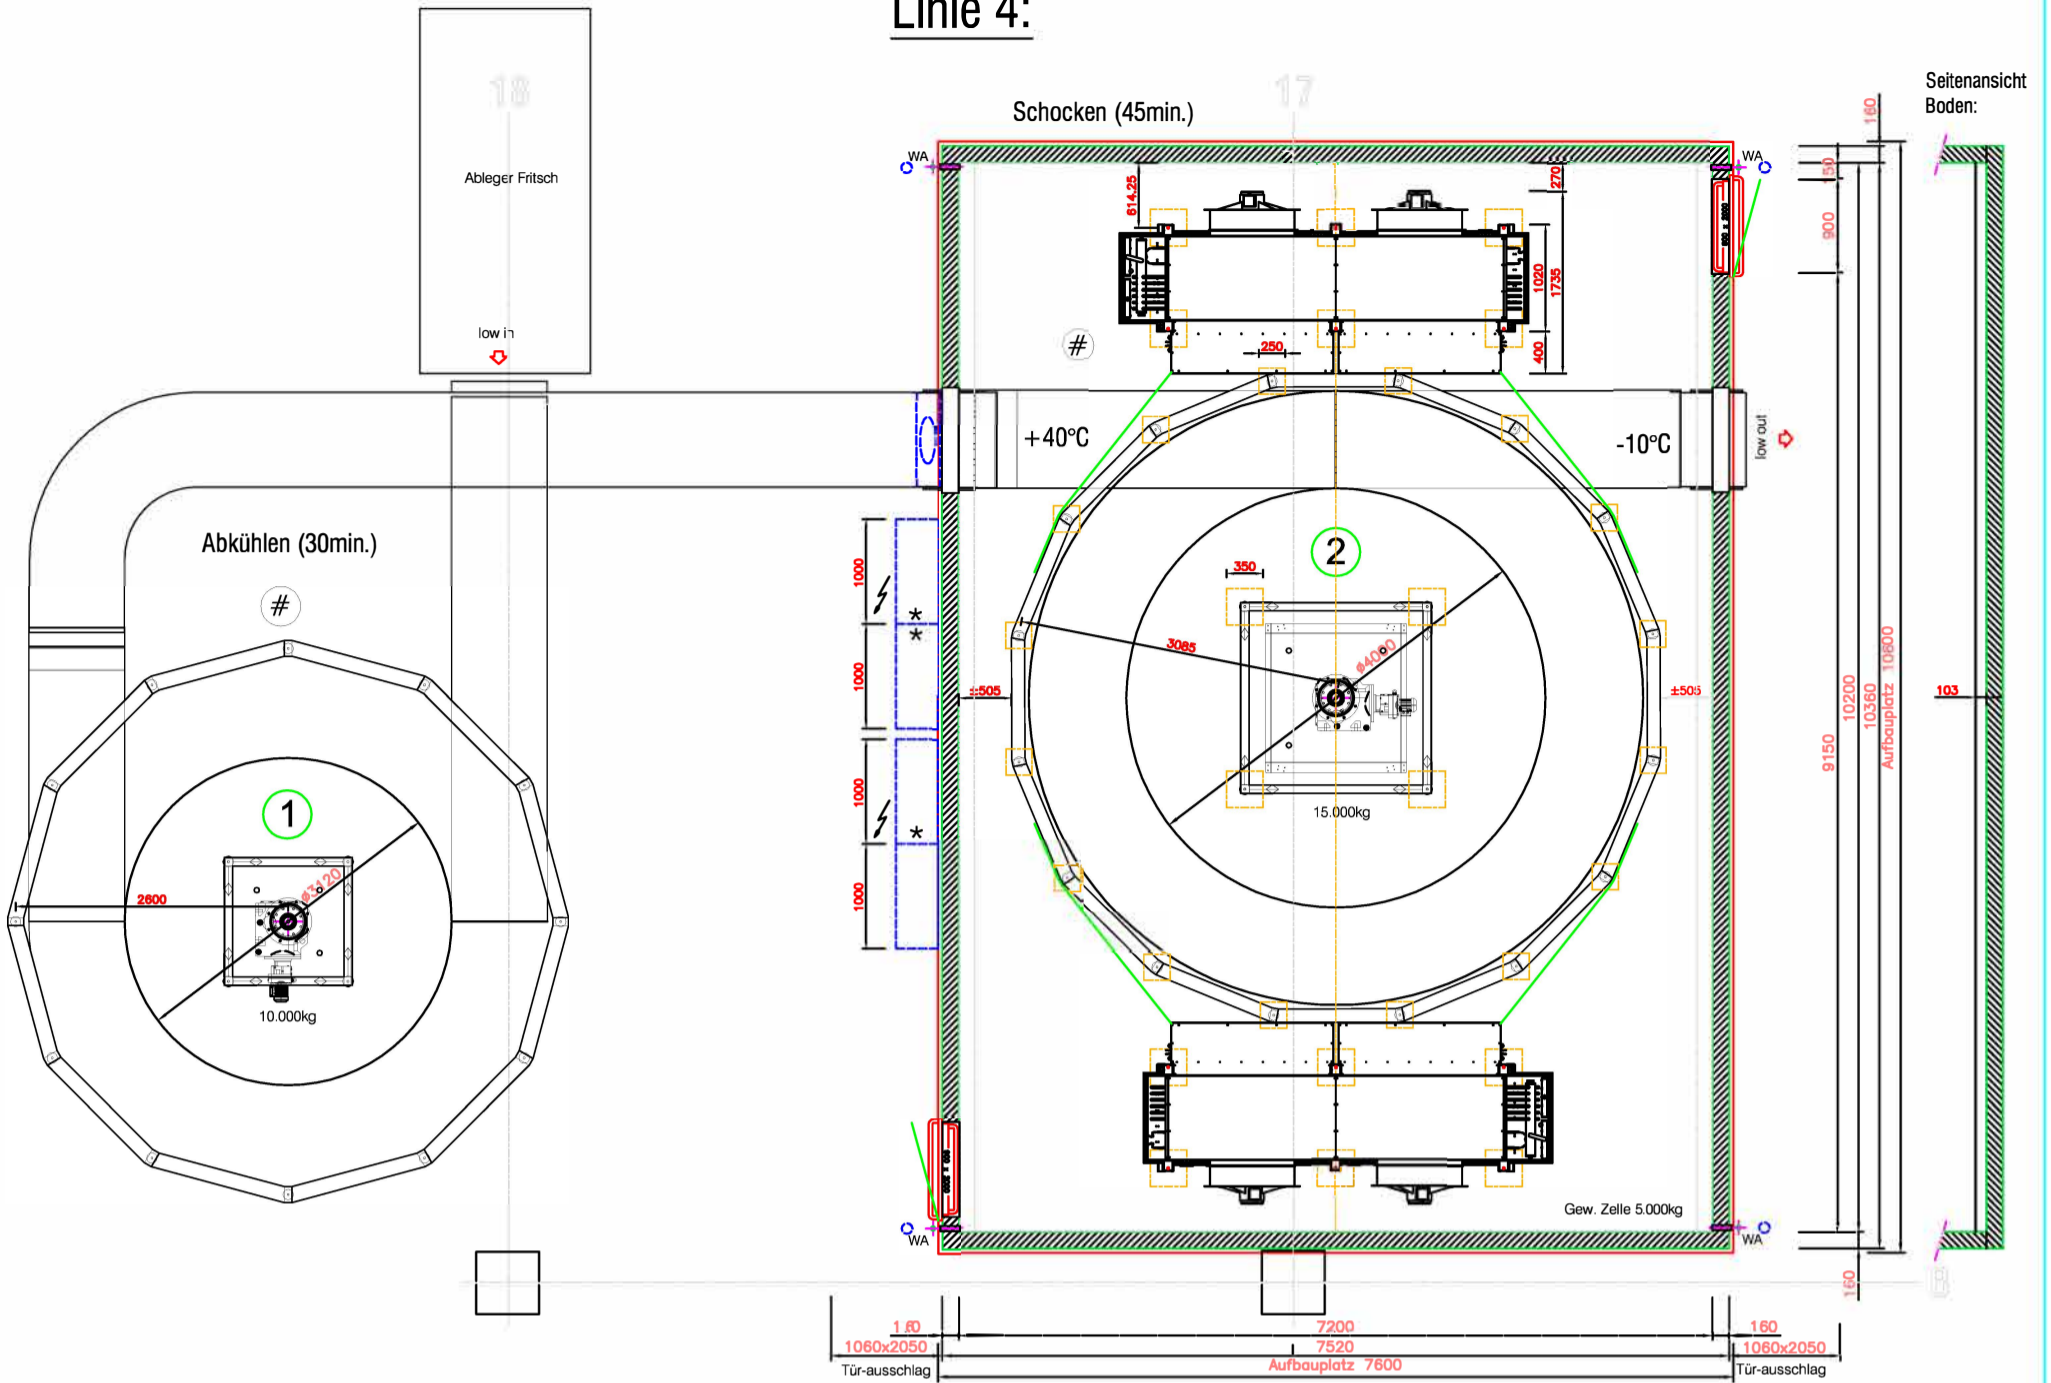 Linie 4:
18
17
Seitenansicht
Boden:
Schocken (45min.)
160
WA
WA
Ableger Fritsch
614.25
270
150
900
900 x 2000
1020
1735
low in
#
250
400
+40°C
-10°C
low out
Abkühlen (30min.)
2
1000
350
#
*
*
3085
ø4000
1000
±505
±505
103
10200
10360
Aufbauplatz 10800
9150
1
1000
*
15.000kg
2600
ø3120
1000
10.000kg
Gew. Zelle 5.000kg
WA
WA
B
160
7200
160
1060x2050
7520
1060x2050
Tür-ausschlag
Aufbauplatz 7600
Tür-ausschlag